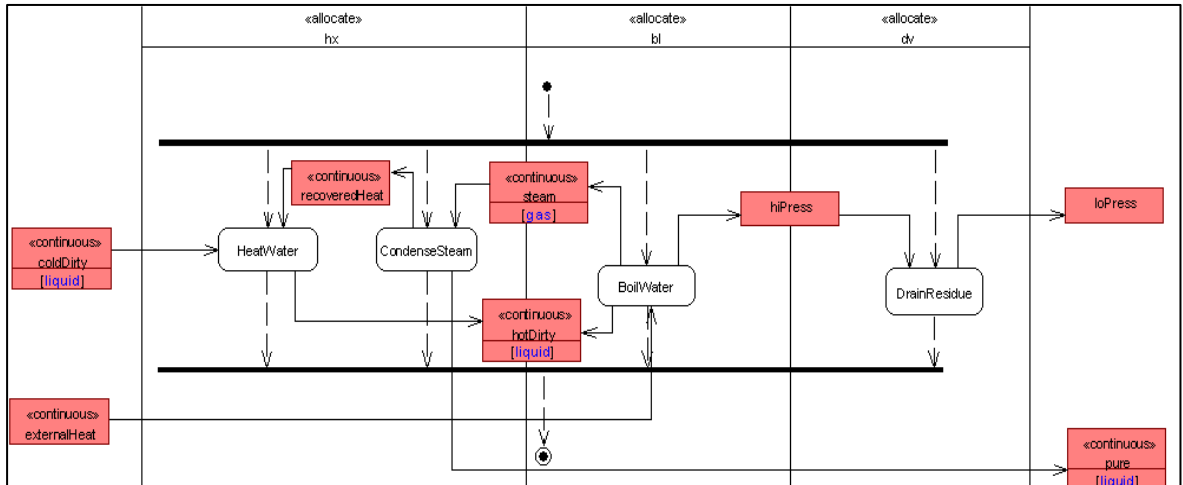 «allocate»
hx
«allocate»
bl
«allocate»
dv
«continuous»
recoveredHeat
«continuous»
steam
[gas]
hiPress
loPress
«continuous»
coldDirty
[liquid]
HeatWater
CondenseSteam
BoilWater
DrainResidue
«continuous»
hotDirty
[liquid]
«continuous»
externalHeat
«continuous»
pure
[liquid]